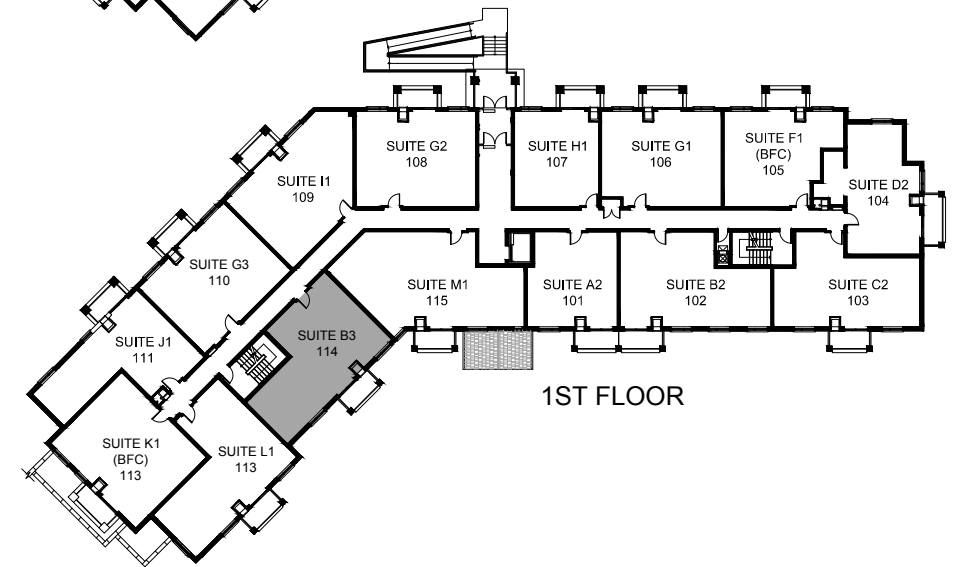 SUITE G2
108
SUITE H1
107
SUITE G1
106
SUITE F1
(BFC)
105
SUITE D2
104
SUITE I1
109
SUITE G3
110
SUITE M1
115
SUITE A2
101
SUITE B2
102
SUITE C2
103
SUITE J1
111
SUITE B3
114
1ST FLOOR
SUITE K1
(BFC)
113
SUITE L1
113